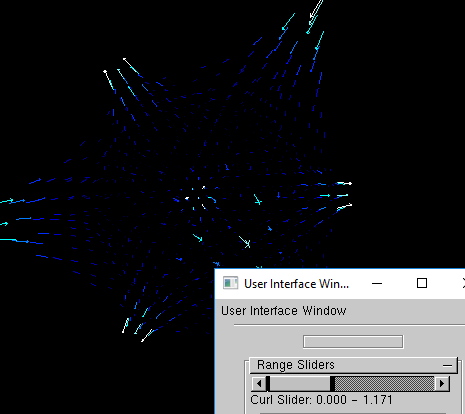 User Interface Win...
User Interface Window
Range Sliders
Curl Slider: 0.000 - 1.171